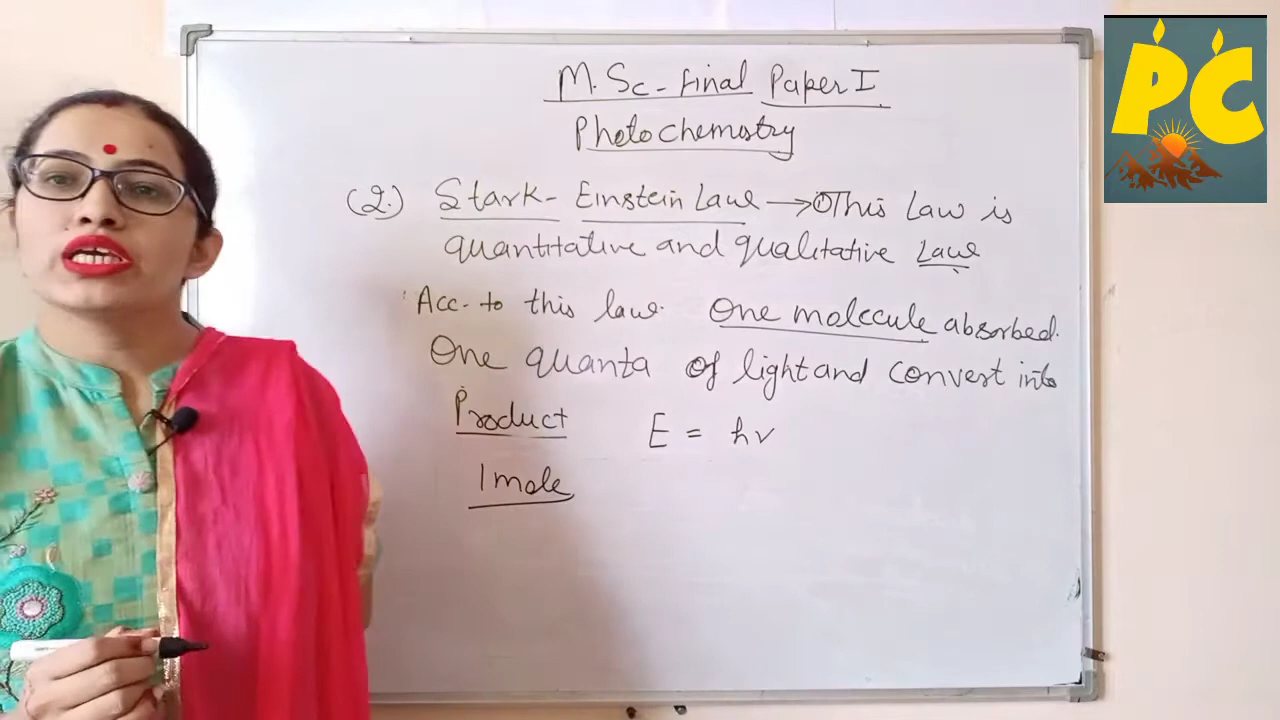 M.Sc - final Paper I
Photochemistry
(2.) Stark - Einstein Law → This Law is
quantitative and qualitative Law
Acc. to this law. One molecule absorbed.
One quanta of light and convert into
Product E = hν
1 mole
PC